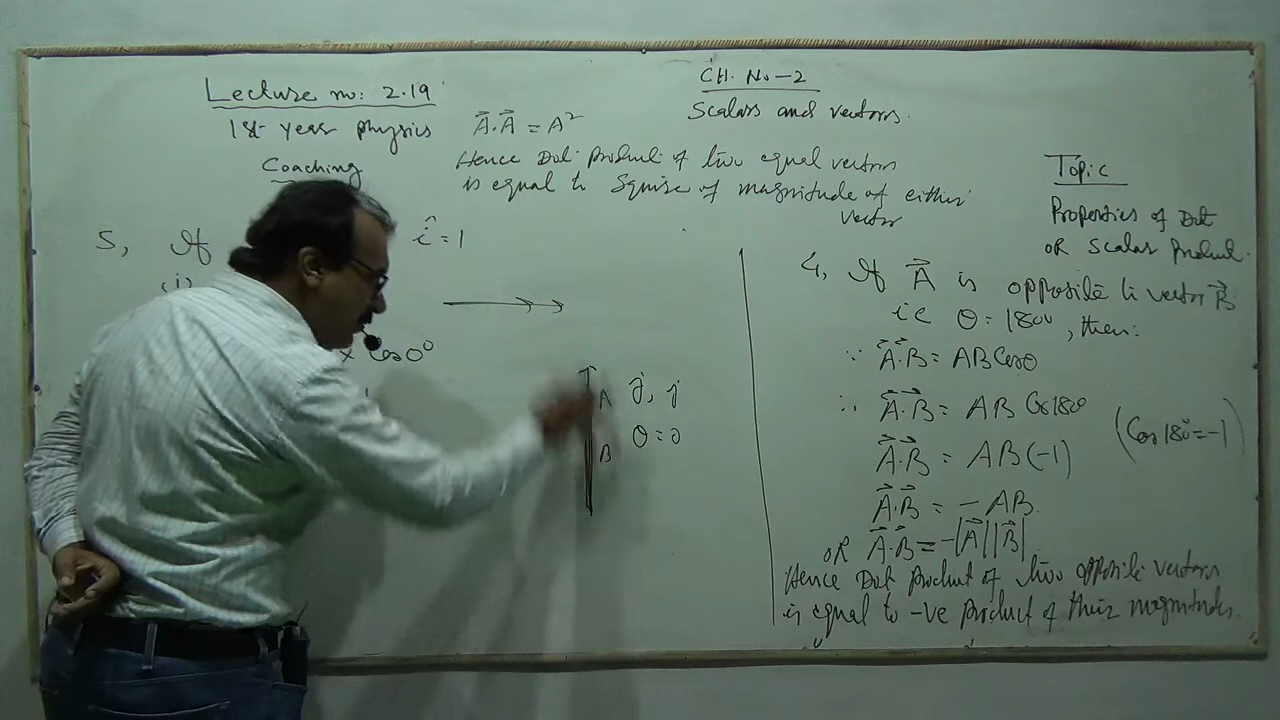 Lecture no: 2.19
1st year physics
Coaching
CH. No-2
Scalars and vectors.
A⃗.A⃗ = A²
Hence Dot product of two equal vectors
is equal to Squire of magnitude of either
vector
Topic
Properties of Dot
OR Scalar Product.
5, If
î = 1
(i)
x Cos0°
A ĵ, j
B θ = 0
4, If A⃗ is opposite to vector B⃗
ie θ = 180°, then:
∵ A⃗.B⃗ = AB Cosθ
∴ A⃗.B⃗ = AB Cos180
A⃗.B⃗ = AB(-1) (Cos180° = -1)
A⃗.B⃗ = - AB.
OR A⃗.B⃗ = -|A⃗||B⃗|.
Hence Dot product of two opposite vectors
is equal to -ve product of their magnitudes.